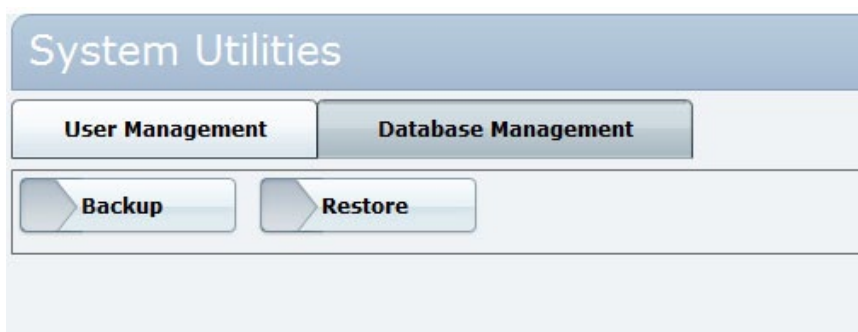 System Utilities
User Management Database Management
Backup Restore